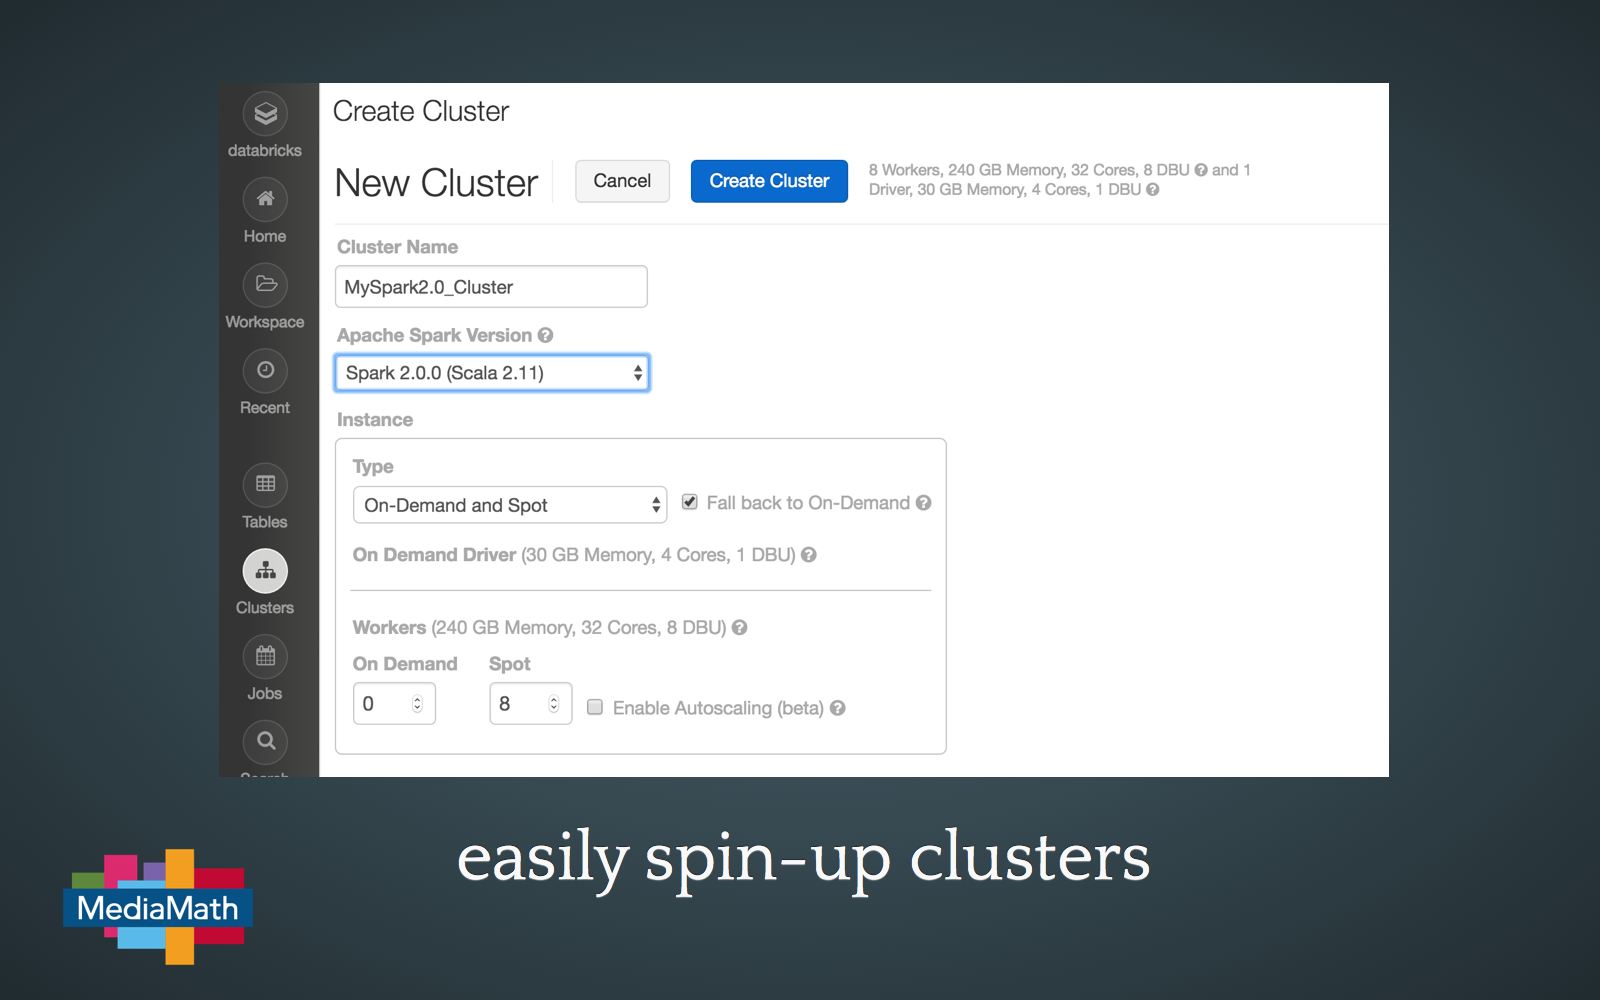 databricks
Home
Workspace
Recent
Tables
Clusters
Jobs
Search
Create Cluster
New Cluster
Cancel
Create Cluster
8 Workers, 240 GB Memory, 32 Cores, 8 DBU ? and 1
Driver, 30 GB Memory, 4 Cores, 1 DBU ?
Cluster Name
MySpark2.0_Cluster
Apache Spark Version ?
Spark 2.0.0 (Scala 2.11)
Instance
Type
On-Demand and Spot
Fall back to On-Demand ?
On Demand Driver (30 GB Memory, 4 Cores, 1 DBU) ?
Workers (240 GB Memory, 32 Cores, 8 DBU) ?
On Demand
Spot
0
8
Enable Autoscaling (beta) ?
easily spin-up clusters
MediaMath